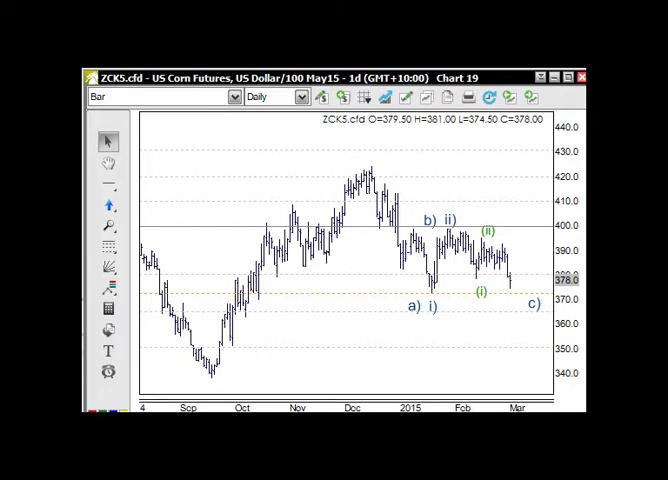 ZCK5.cfd - US Corn Futures, US Dollar/100 May15 - 1d (GMT+10:00) Chart 19
Bar Daily
ZCK5.cfd O=379.50 H=381.00 L=374.50 C=378.00
440.0
430.0
420.0
410.0
400.0
b) ii) (ii)
390.0
380.0
378.0
370.0
(i)
a) i) c)
360.0
350.0
T
340.0
4 Sep Oct Nov Dec 2015 Feb Mar